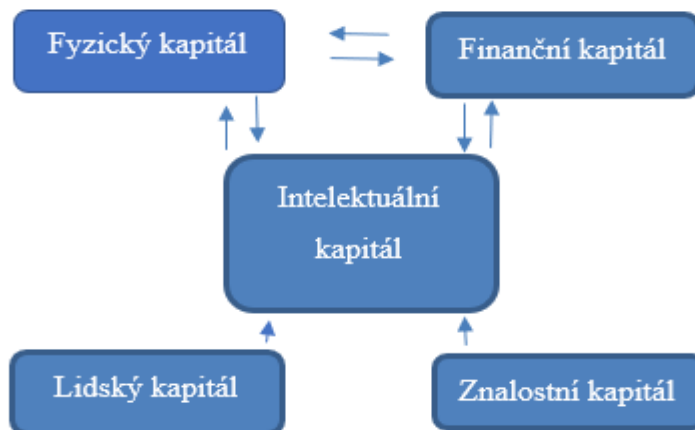 Fyzický kapitál
Finanční kapitál
Intelektuální
kapitál
Lidský kapitál
Znalostní kapitál